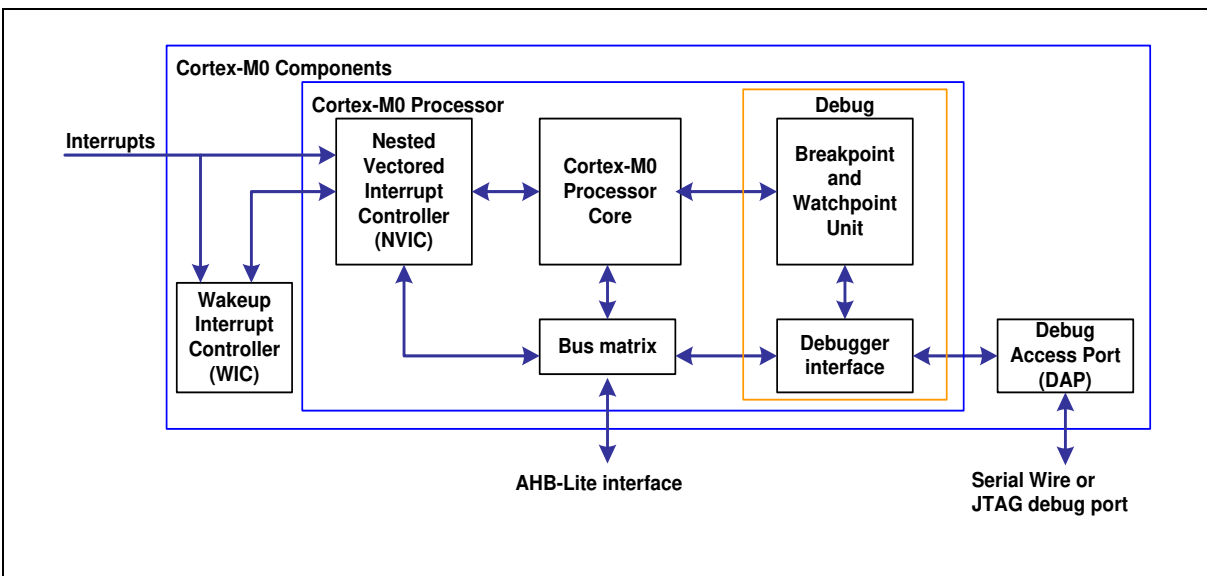 Cortex-M0 Components
Cortex-M0 Processor
Debug
Interrupts
Nested
Vectored
Interrupt
Controller
(NVIC)
Cortex-M0
Processor
Core
Breakpoint
and
Watchpoint
Unit
Wakeup
Interrupt
Controller
(WIC)
Bus matrix
Debugger
interface
Debug
Access Port
(DAP)
AHB-Lite interface
Serial Wire or
JTAG debug port